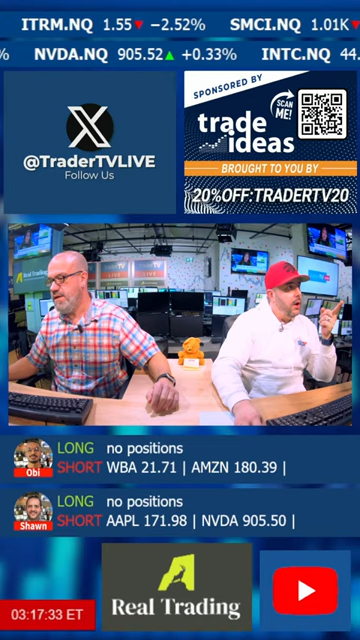 ITRM.NQ 1.55▼ −2.52% SMCI.NQ 1.01K▼
% NVDA.NQ 905.52▲ +0.33% INTC.NQ 44.
@TraderTVLIVE
Follow Us
SPONSORED BY
SCAN ME!
trade ideas
BROUGHT TO YOU BY
20%OFF:TRADERTV20
Real Trading
LONG no positions
SHORT WBA 21.71 | AMZN 180.39 |
Obi
LONG no positions
SHORT AAPL 171.98 | NVDA 905.50 |
Shawn
03:17:33 ET
Real Trading